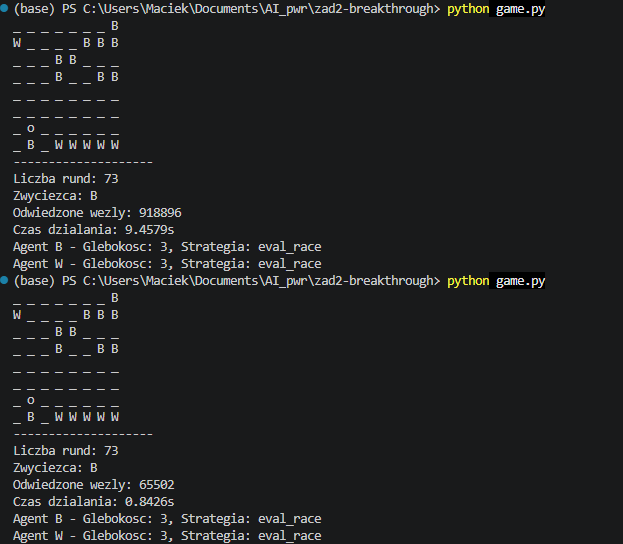 (base) PS C:\Users\Maciek\Documents\AI_pwr\zad2-breakthrough> python game.py
_ _ _ _ _ _ _ B
W _ _ _ _ B B B
_ _ _ B B _ _ _
_ _ _ B _ _ B B
_ _ _ _ _ _ _ _
_ _ _ _ _ _ _ _
_ o _ _ _ _ _ _
_ B _ W W W W W
--------------------
Liczba rund: 73
Zwyciezca: B
Odwiedzone wezly: 918896
Czas dzialania: 9.4579s
Agent B - Glebokosc: 3, Strategia: eval_race
Agent W - Glebokosc: 3, Strategia: eval_race
(base) PS C:\Users\Maciek\Documents\AI_pwr\zad2-breakthrough> python game.py
_ _ _ _ _ _ _ B
W _ _ _ _ B B B
_ _ _ B B _ _ _
_ _ _ B _ _ B B
_ _ _ _ _ _ _ _
_ _ _ _ _ _ _ _
_ o _ _ _ _ _ _
_ B _ W W W W W
--------------------
Liczba rund: 73
Zwyciezca: B
Odwiedzone wezly: 65502
Czas dzialania: 0.8426s
Agent B - Glebokosc: 3, Strategia: eval_race
Agent W - Glebokosc: 3, Strategia: eval_race